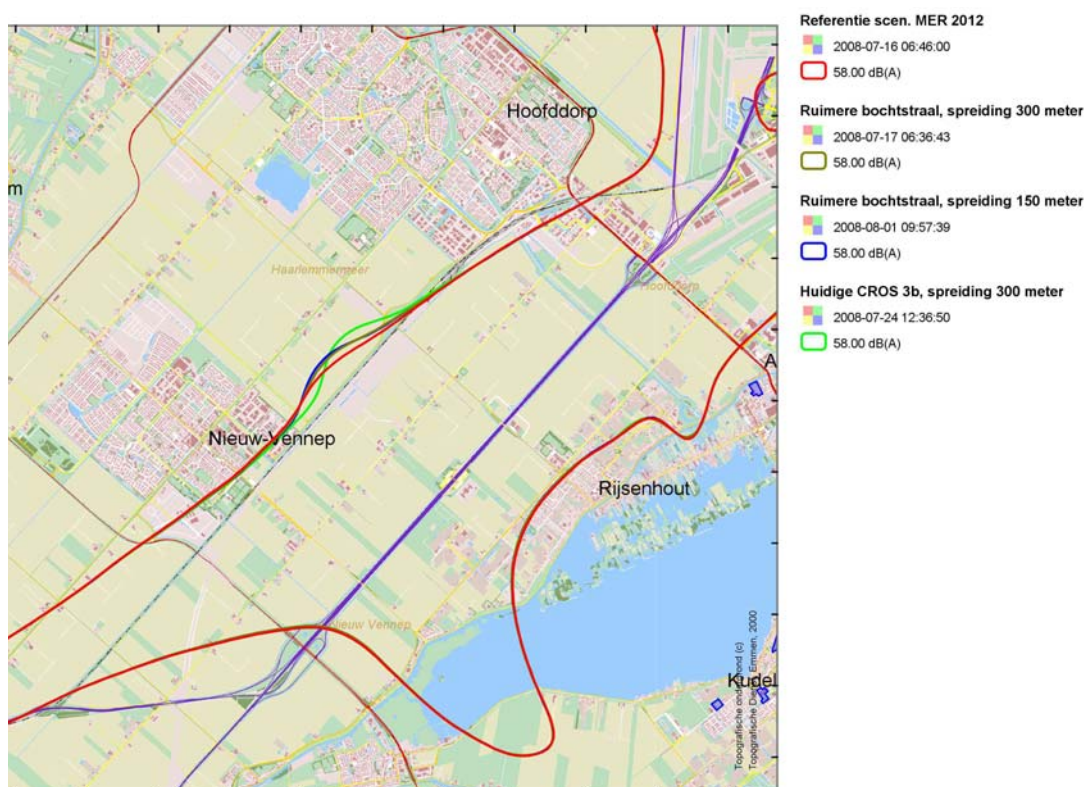 Referentie scen. MER 2012
2008-07-16 06:46:00
58.00 dB(A)
Ruimere bochtstraal, spreiding 300 meter
2008-07-17 06:36:43
58.00 dB(A)
Ruimere bochtstraal, spreiding 150 meter
2008-08-01 09:57:39
58.00 dB(A)
Huidige CROS 3b, spreiding 300 meter
2008-07-24 12:36:50
58.00 dB(A)
Hoofddorp
m
Haarlemmermeer
Hoofddorp
A
Nieuw-Vennep
Rijsenhout
Nieuw Vennep
Kudel
Topografische (c)
Topografische Emmen, 2000